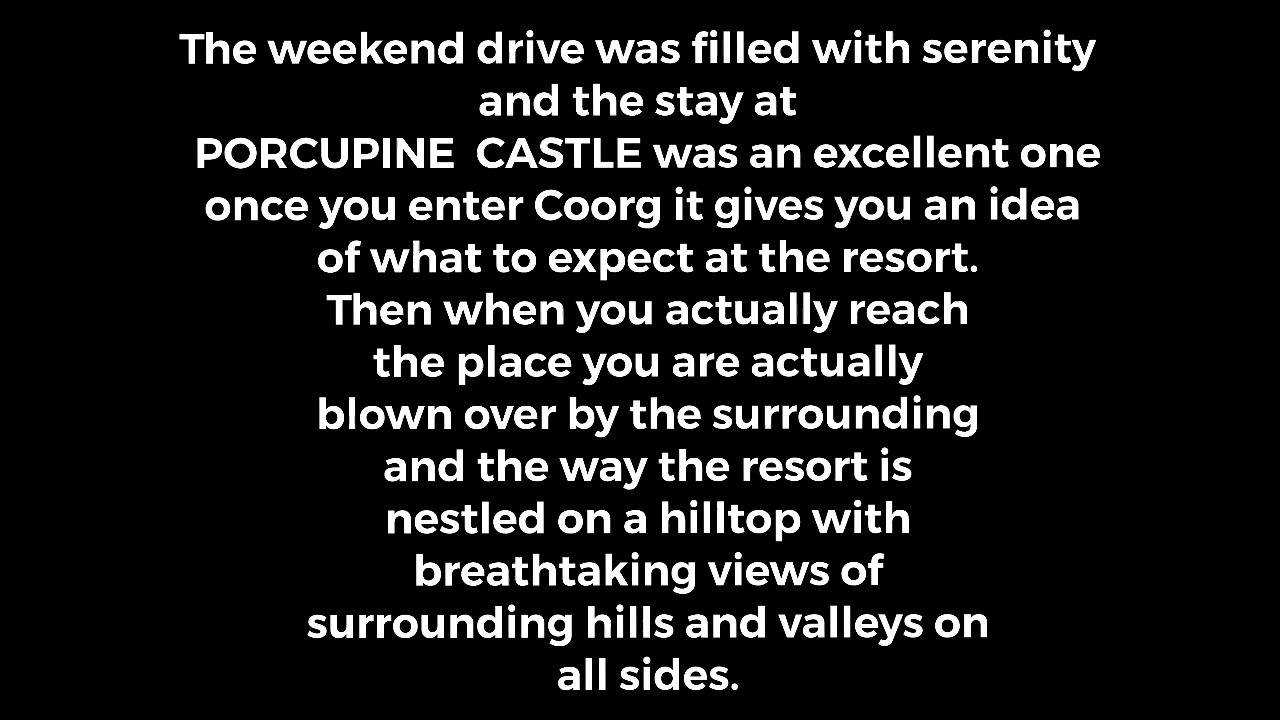 The weekend drive was filled with serenity
and the stay at
PORCUPINE  CASTLE was an excellent one
once you enter Coorg it gives you an idea
of what to expect at the resort.
Then when you actually reach
the place you are actually
blown over by the surrounding
and the way the resort is
nestled on a hilltop with
breathtaking views of
surrounding hills and valleys on
all sides.